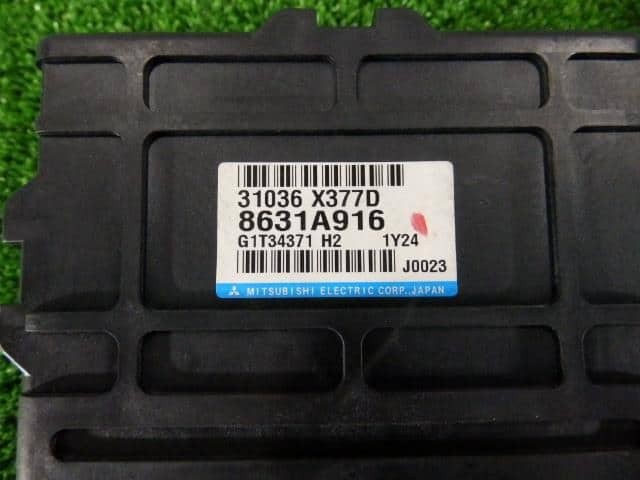 31036 X377D
8631A916
G1T34371 H2 1Y24
J0023
MITSUBISHI ELECTRIC CORP., JAPAN